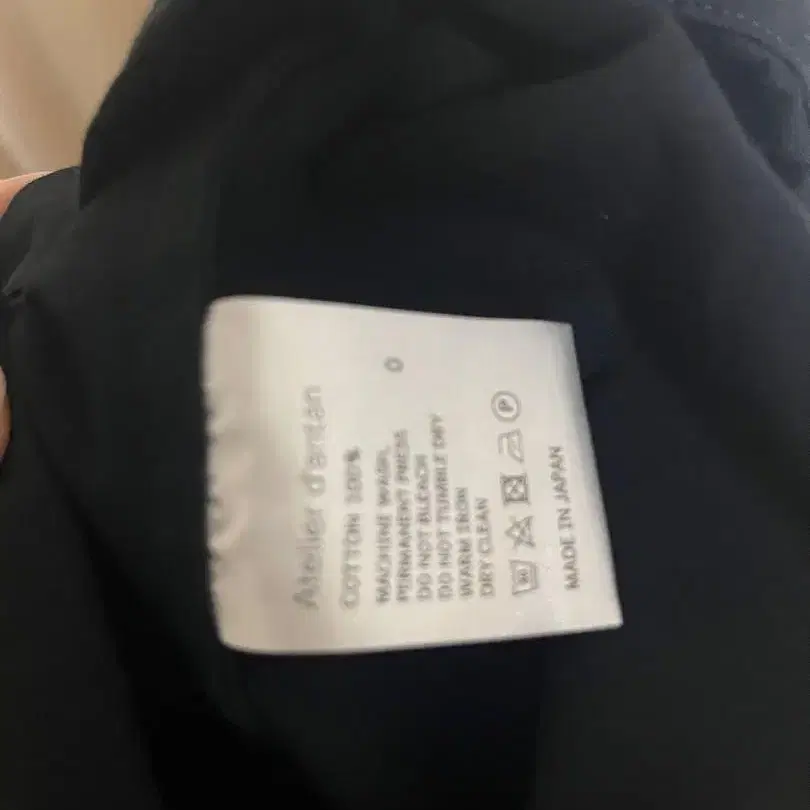 Atelier d'antan
0
COTTON 100%
MACHINE WASH,
PERMANENT PRESS
DO NOT BLEACH
DO NOT TUMBLE DRY
WARM IRON
DRY CLEAN
P
MADE IN JAPAN